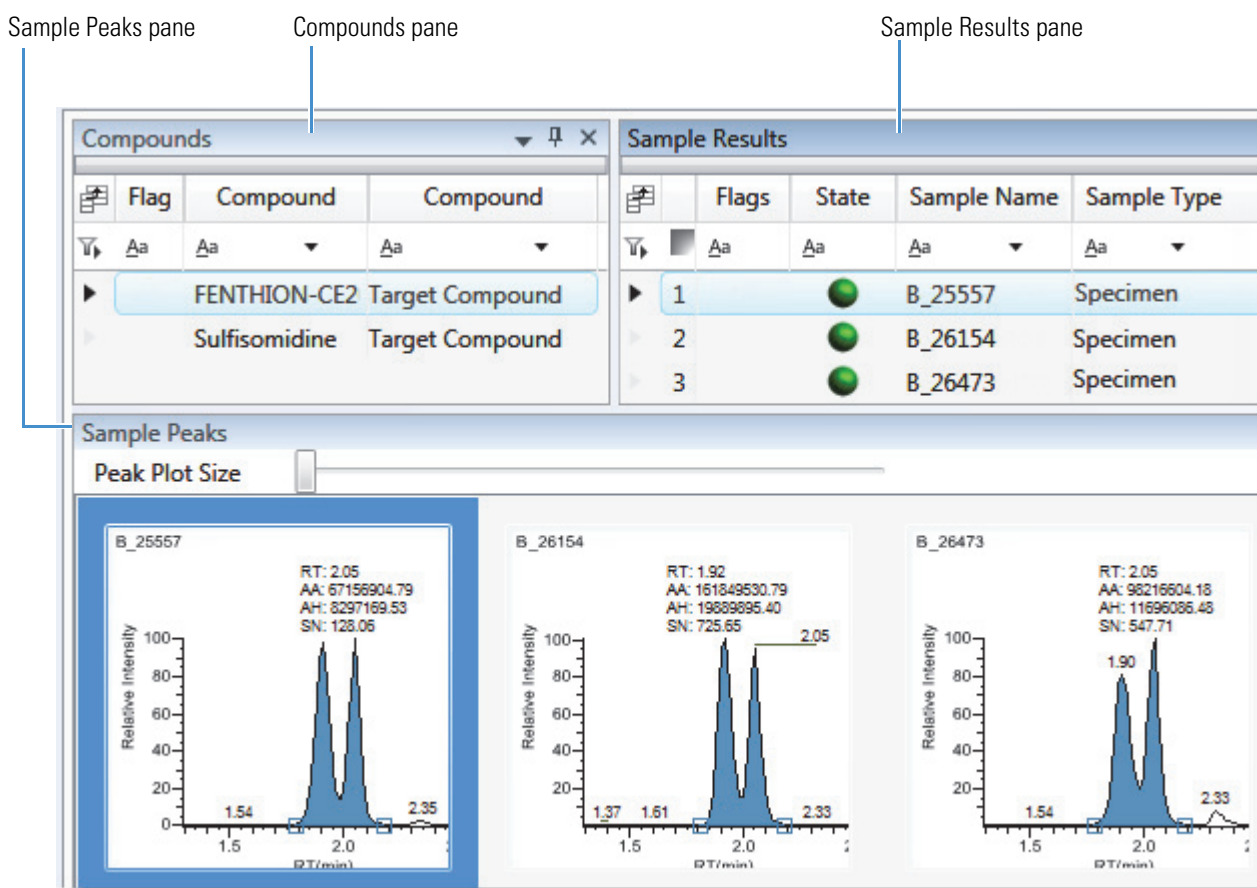 Sample Peaks pane Compounds pane Sample Results pane
Compounds Sample Results
Flag Compound Compound Flags State Sample Name Sample Type
Aa Aa Aa Aa Aa Aa Aa
FENTHION-CE2 Target Compound 1 B_25557 Specimen
Sulfisomidine Target Compound 2 B_26154 Specimen
3 B_26473 Specimen
Sample Peaks
Peak Plot Size
B_25557
RT: 2.05
AA: 67156904.79
AH: 8297169.53
SN: 128.06
Relative Intensity
100
80
60
40
20
0
1.54
2.35
1.5 2.0
RT(min)
B_26154
RT: 1.92
AA: 161849530.79
AH: 19889895.40
SN: 725.65
2.05
Relative Intensity
100
80
60
40
20
1.37 1.61 2.33
1.5 2.0
RT(min)
B_26473
RT: 2.05
AA: 98216604.18
AH: 11696086.48
SN: 547.71
1.90
Relative Intensity
100
80
60
40
20
1.54
2.33
1.5 2.0
RT(min)